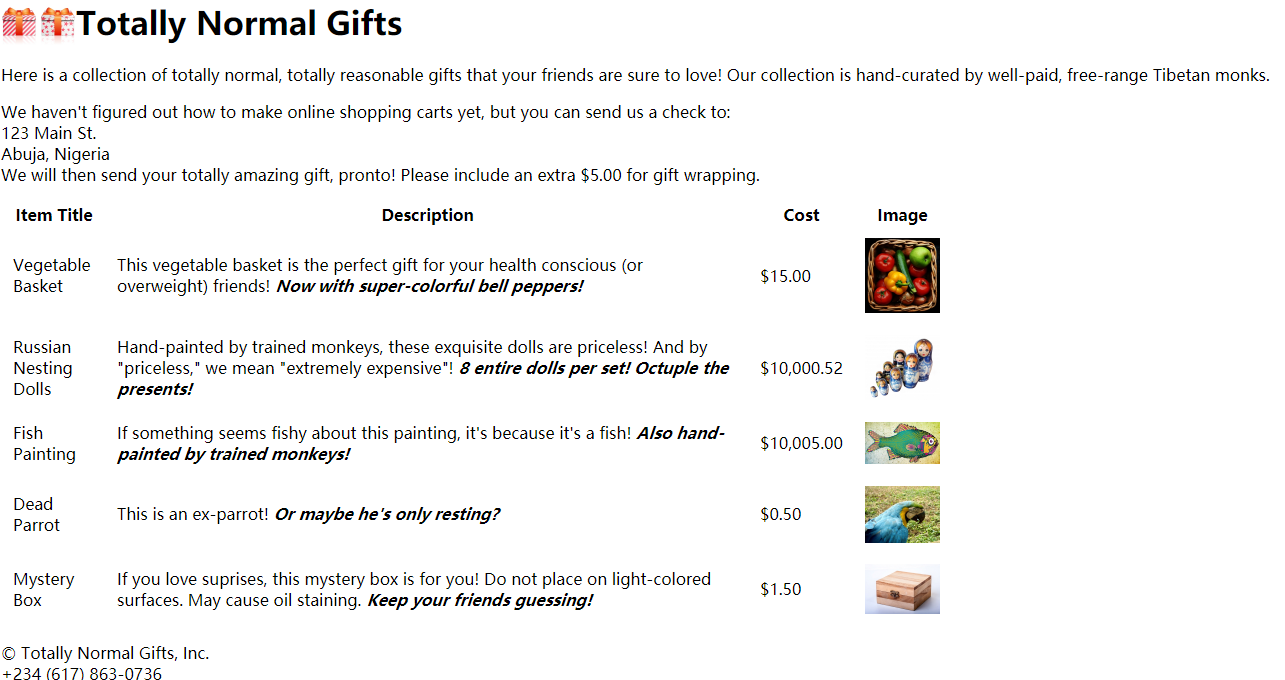 Totally Normal Gifts
Here is a collection of totally normal, totally reasonable gifts that your friends are sure to love! Our collection is hand-curated by well-paid, free-range Tibetan monks.
We haven't figured out how to make online shopping carts yet, but you can send us a check to:
123 Main St.
Abuja, Nigeria
We will then send your totally amazing gift, pronto! Please include an extra $5.00 for gift wrapping.
Item Title Description Cost Image
Vegetable
Basket
This vegetable basket is the perfect gift for your health conscious (or
overweight) friends! Now with super-colorful bell peppers!
$15.00
Russian
Nesting
Dolls
Hand-painted by trained monkeys, these exquisite dolls are priceless! And by
"priceless," we mean "extremely expensive"! 8 entire dolls per set! Octuple the
presents!
$10,000.52
Fish
Painting
If something seems fishy about this painting, it's because it's a fish! Also hand-
painted by trained monkeys!
$10,005.00
Dead
Parrot
This is an ex-parrot! Or maybe he's only resting?
$0.50
Mystery
Box
If you love suprises, this mystery box is for you! Do not place on light-colored
surfaces. May cause oil staining. Keep your friends guessing!
$1.50
© Totally Normal Gifts, Inc.
+234 (617) 863-0736